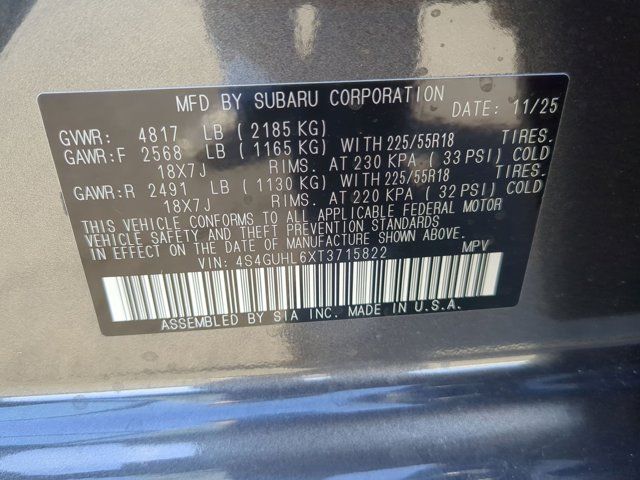 MFD BY SUBARU CORPORATION DATE: 11/25
GVWR: 4817 LB ( 2185 KG)
GAWR:F 2568 LB ( 1165 KG) WITH 225/55R18 TIRES.
18X7J RIMS. AT 230 KPA ( 33 PSI) COLD
GAWR:R 2491 LB ( 1130 KG) WITH 225/55R18 TIRES.
18X7J RIMS. AT 220 KPA ( 32 PSI) COLD
THIS VEHICLE CONFORMS TO ALL APPLICABLE FEDERAL MOTOR
VEHICLE SAFETY AND THEFT PREVENTION STANDARDS
IN EFFECT ON THE DATE OF MANUFACTURE SHOWN ABOVE.
VIN: 4S4GUHL6XT3715822 MPV
ASSEMBLED BY SIA INC. MADE IN U.S.A.